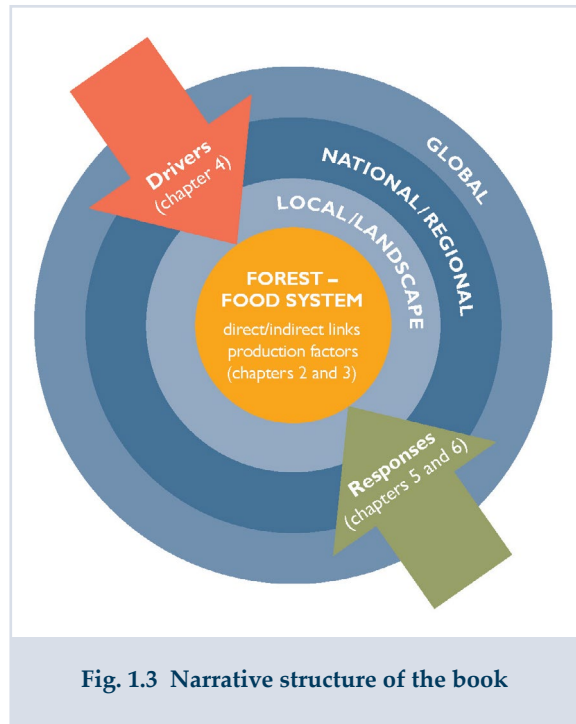 Drivers
(chapter 4)
GLOBAL
NATIONAL/REGIONAL
LOCAL/LANDSCAPE
FOREST –
FOOD SYSTEM
direct/indirect links
production factors
(chapters 2 and 3)
Responses
(chapters 5 and 6)
Fig. 1.3 Narrative structure of the book